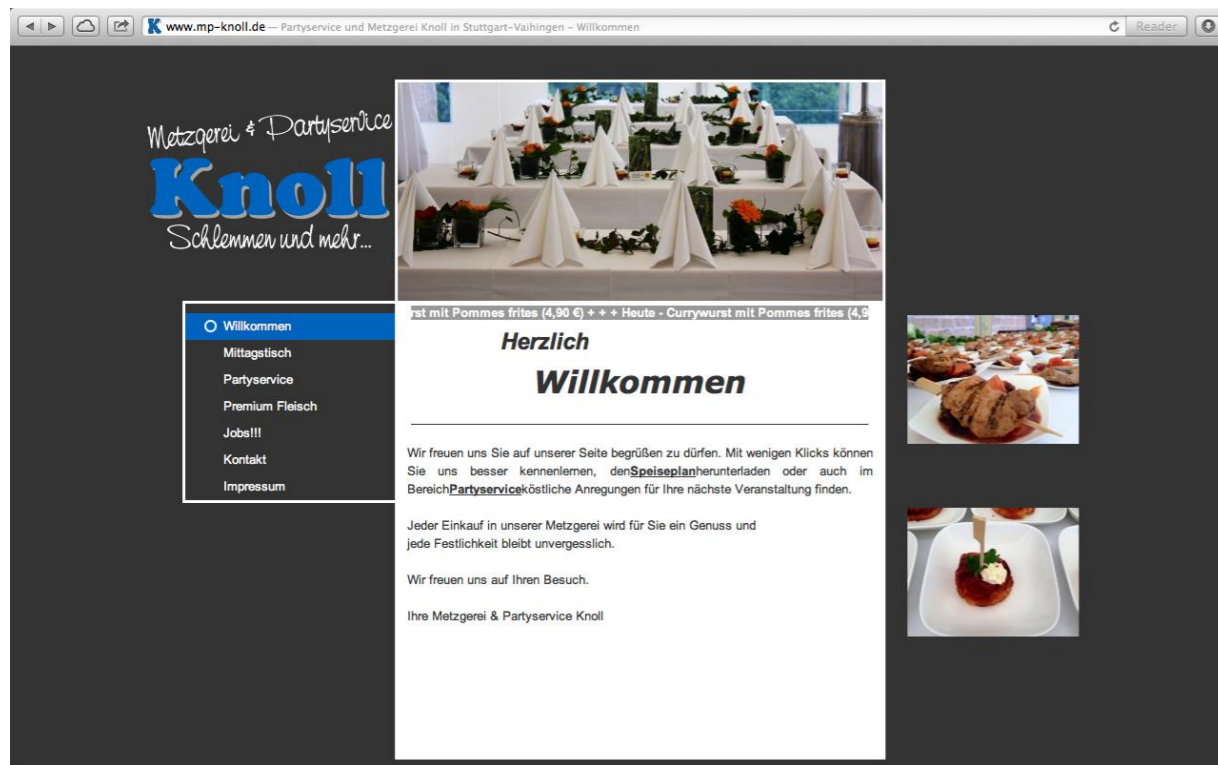 www.mp-knoll.de — Partyservice und Metzgerei Knoll in Stuttgart-Vaihingen – Willkommen
Reader
Metzgerei & Partyservice
Knoll
Schlemmen und mehr...
Willkommen
Mittagstisch
Partyservice
Premium Fleisch
Jobs!!!
Kontakt
Impressum
rst mit Pommes frites (4,90 €) + + + Heute - Currywurst mit Pommes frites (4,9
Herzlich
Willkommen
Wir freuen uns Sie auf unserer Seite begrüßen zu dürfen. Mit wenigen Klicks können
Sie uns besser kennenlernen, denSpeiseplanherunterladen oder auch im
BereichPartyserviceköstliche Anregungen für Ihre nächste Veranstaltung finden.
Jeder Einkauf in unserer Metzgerei wird für Sie ein Genuss und
jede Festlichkeit bleibt unvergesslich.
Wir freuen uns auf Ihren Besuch.
Ihre Metzgerei & Partyservice Knoll